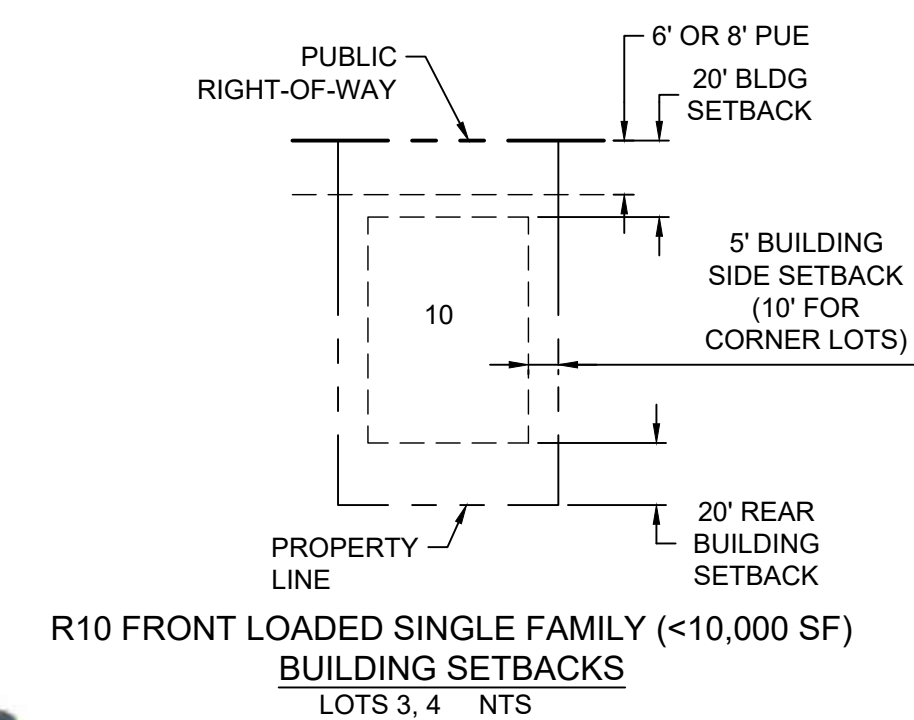 PUBLIC
RIGHT-OF-WAY
6' OR 8' PUE
20' BLDG
SETBACK
5' BUILDING
SIDE SETBACK
(10' FOR
CORNER LOTS)
10
PROPERTY
LINE
20' REAR
BUILDING
SETBACK
R10 FRONT LOADED SINGLE FAMILY (<10,000 SF)
BUILDING SETBACKS
LOTS 3, 4 NTS